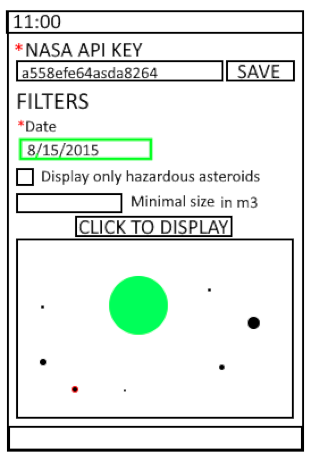 11:00
*NASA API KEY
a558efe64asda8264 SAVE
FILTERS
*Date
8/15/2015
Display only hazardous asteroids
Minimal size in m3
CLICK TO DISPLAY